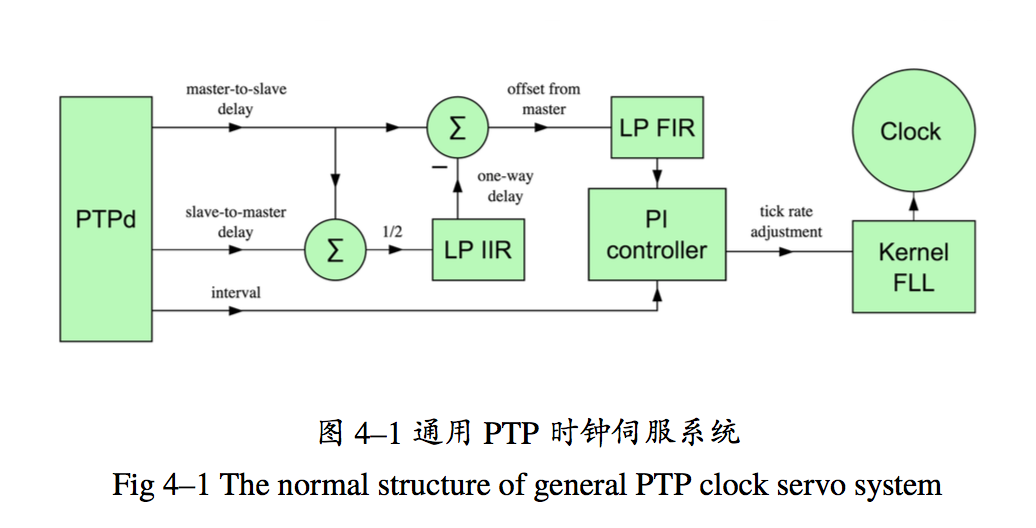 master-to-slave
delay
offset from
master
Σ
LP FIR
Clock
−
one-way
delay
PTPd
slave-to-master
delay
Σ
1/2
LP IIR
PI
controller
tick rate
adjustment
Kernel
FLL
interval
图 4–1 通用 PTP 时钟伺服系统
Fig 4–1 The normal structure of general PTP clock servo system